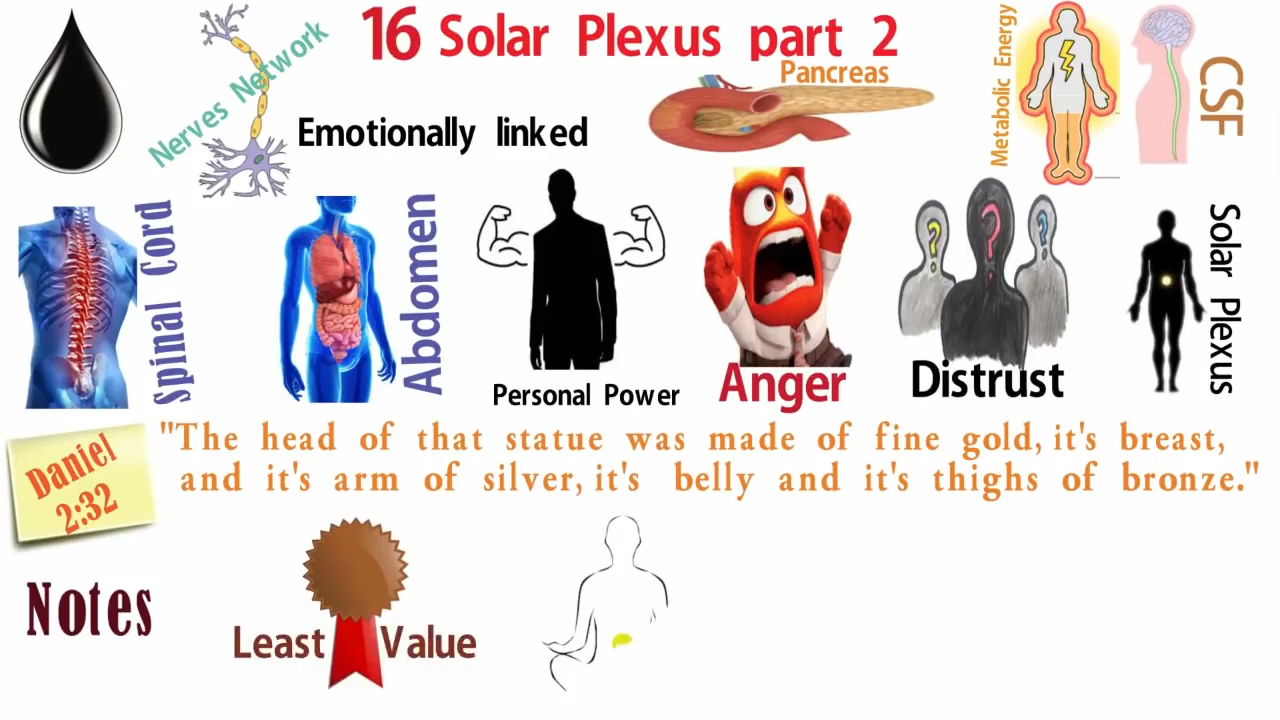 16 Solar Plexus part 2
Nerves Network
Emotionally linked
Pancreas
Metabolic Energy
CSF
Spinal Cord
Abdomen
Personal Power
Anger
Distrust
Solar Plexus
Daniel
2:32
"The head of that statue was made of fine gold, it's breast,
and it's arm of silver, it's belly and it's thighs of bronze."
Notes
Least Value